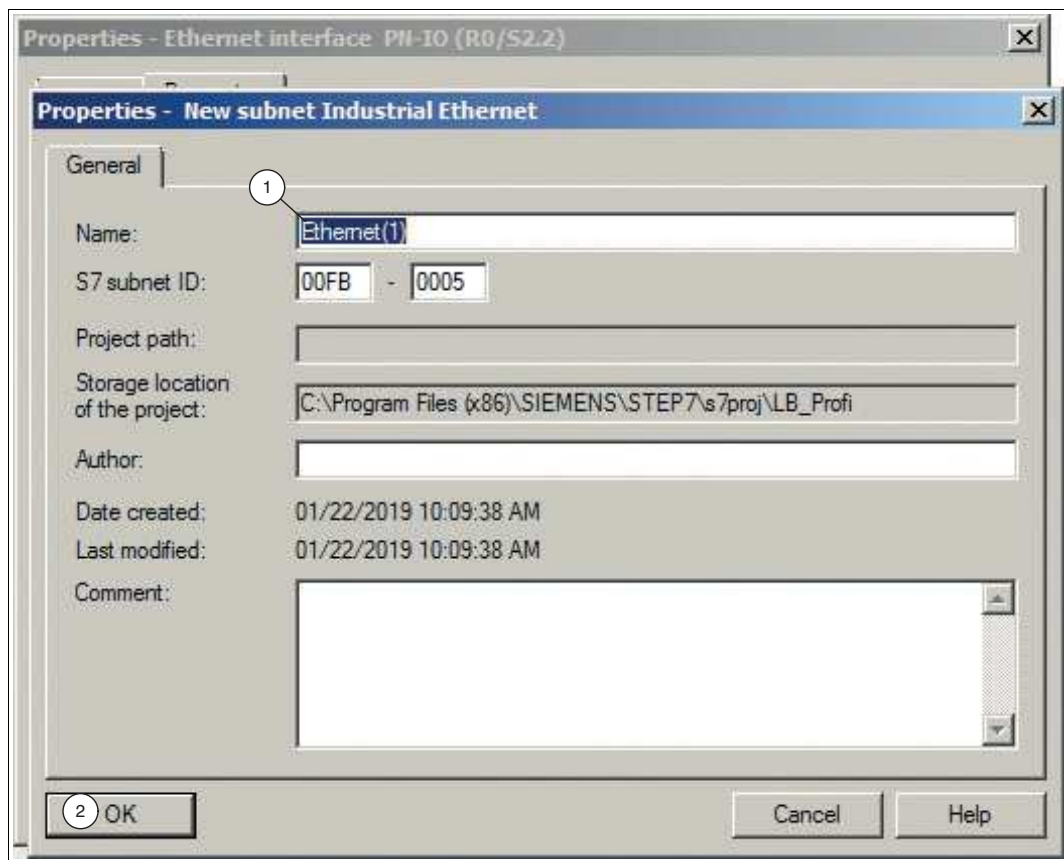 Properties - Ethernet interface PN-IO (R0/S2.2)
Properties - New subnet Industrial Ethernet
General
1
Name: Ethernet(1)
S7 subnet ID: 00FB - 0005
Project path:
Storage location
of the project: C:\Program Files (x86)\SIEMENS\STEP7\s7proj\LB_Profi
Author:
Date created: 01/22/2019 10:09:38 AM
Last modified: 01/22/2019 10:09:38 AM
Comment:
2 OK Cancel Help